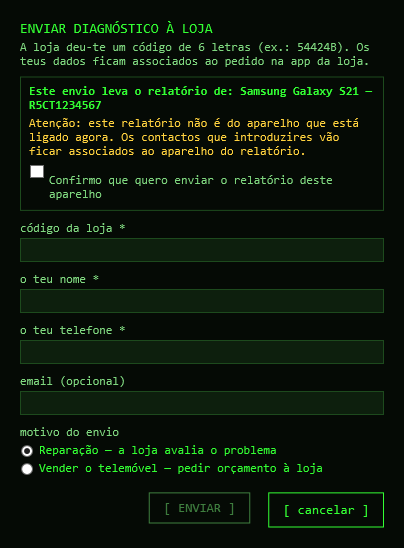 ENVIAR DIAGNÓSTICO À LOJA
A loja deu-te um código de 6 letras (ex.: 54424B). Os
teus dados ficam associados ao pedido na app da loja.
Este envio leva o relatório de: Samsung Galaxy S21 —
R5CT1234567
Atenção: este relatório não é do aparelho que está
ligado agora. Os contactos que introduzires vão
ficar associados ao aparelho do relatório.
Confirmo que quero enviar o relatório deste
aparelho
código da loja *
o teu nome *
o teu telefone *
email (opcional)
motivo do envio
Reparação — a loja avalia o problema
Vender o telemóvel — pedir orçamento à loja
[ ENVIAR ] [ cancelar ]